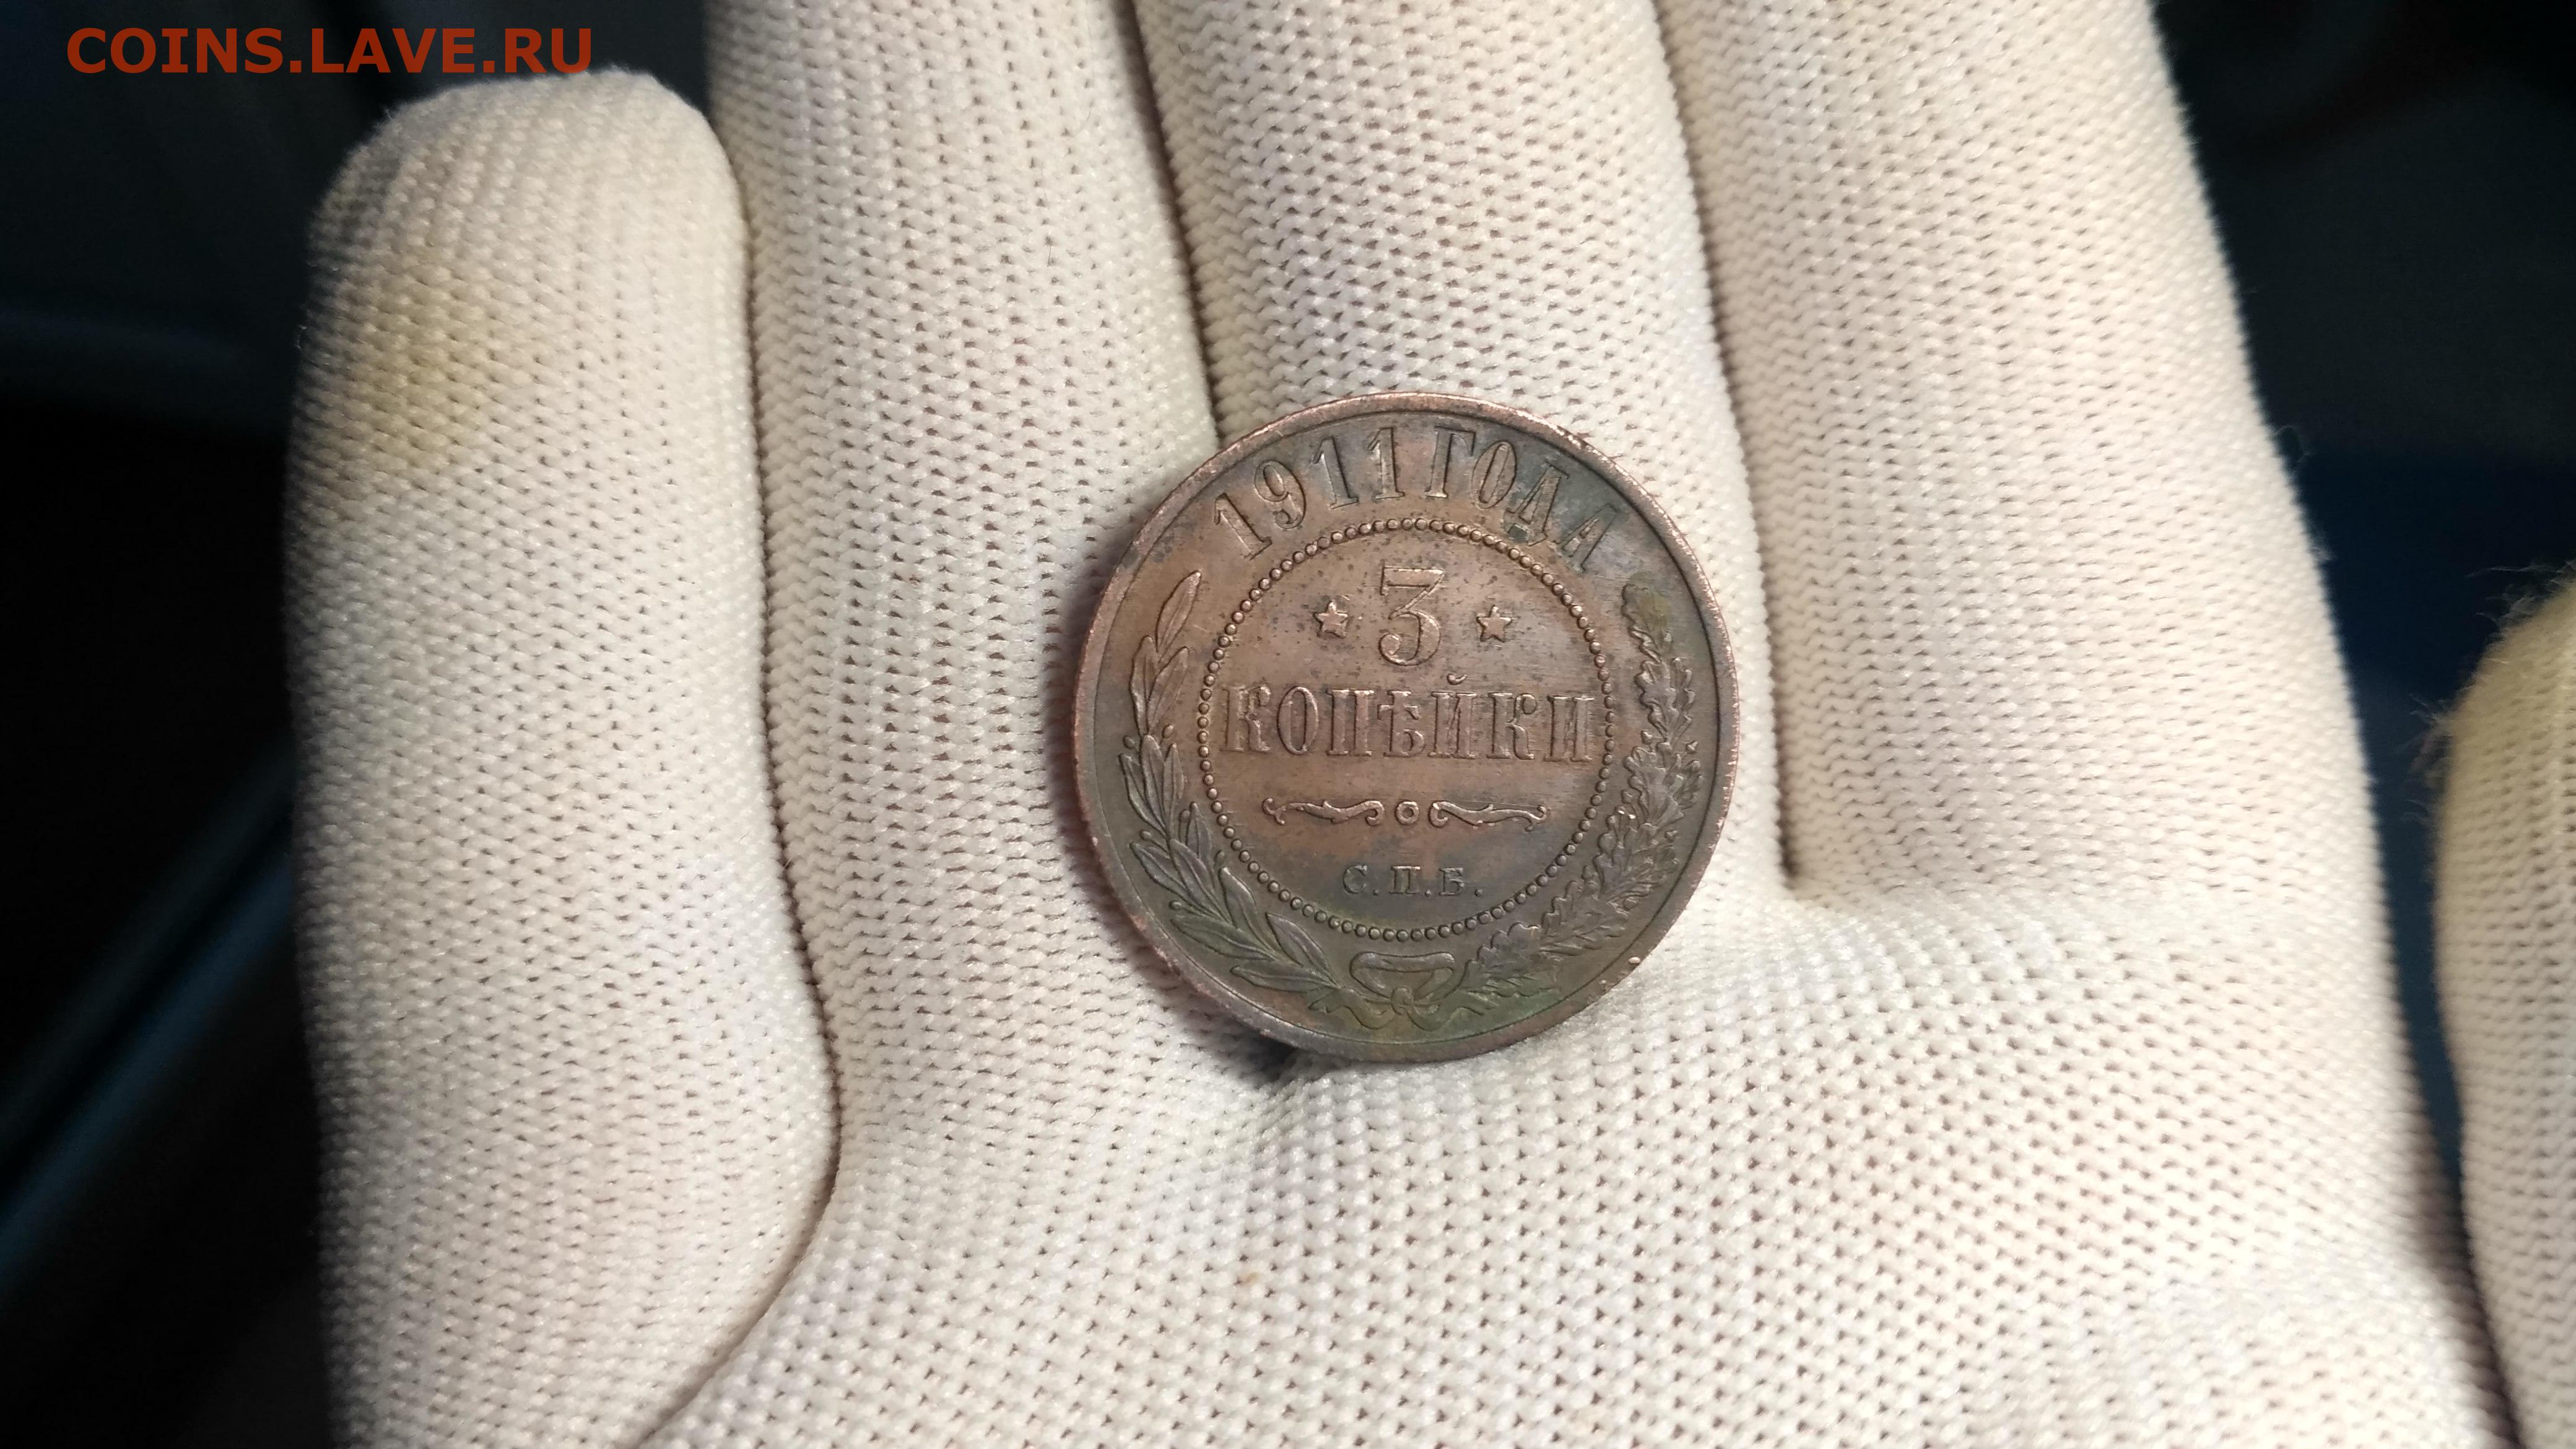 COINS.LAVE.RU
1911 ГОДА
3
КОПѢЙКИ
С.П.Б.